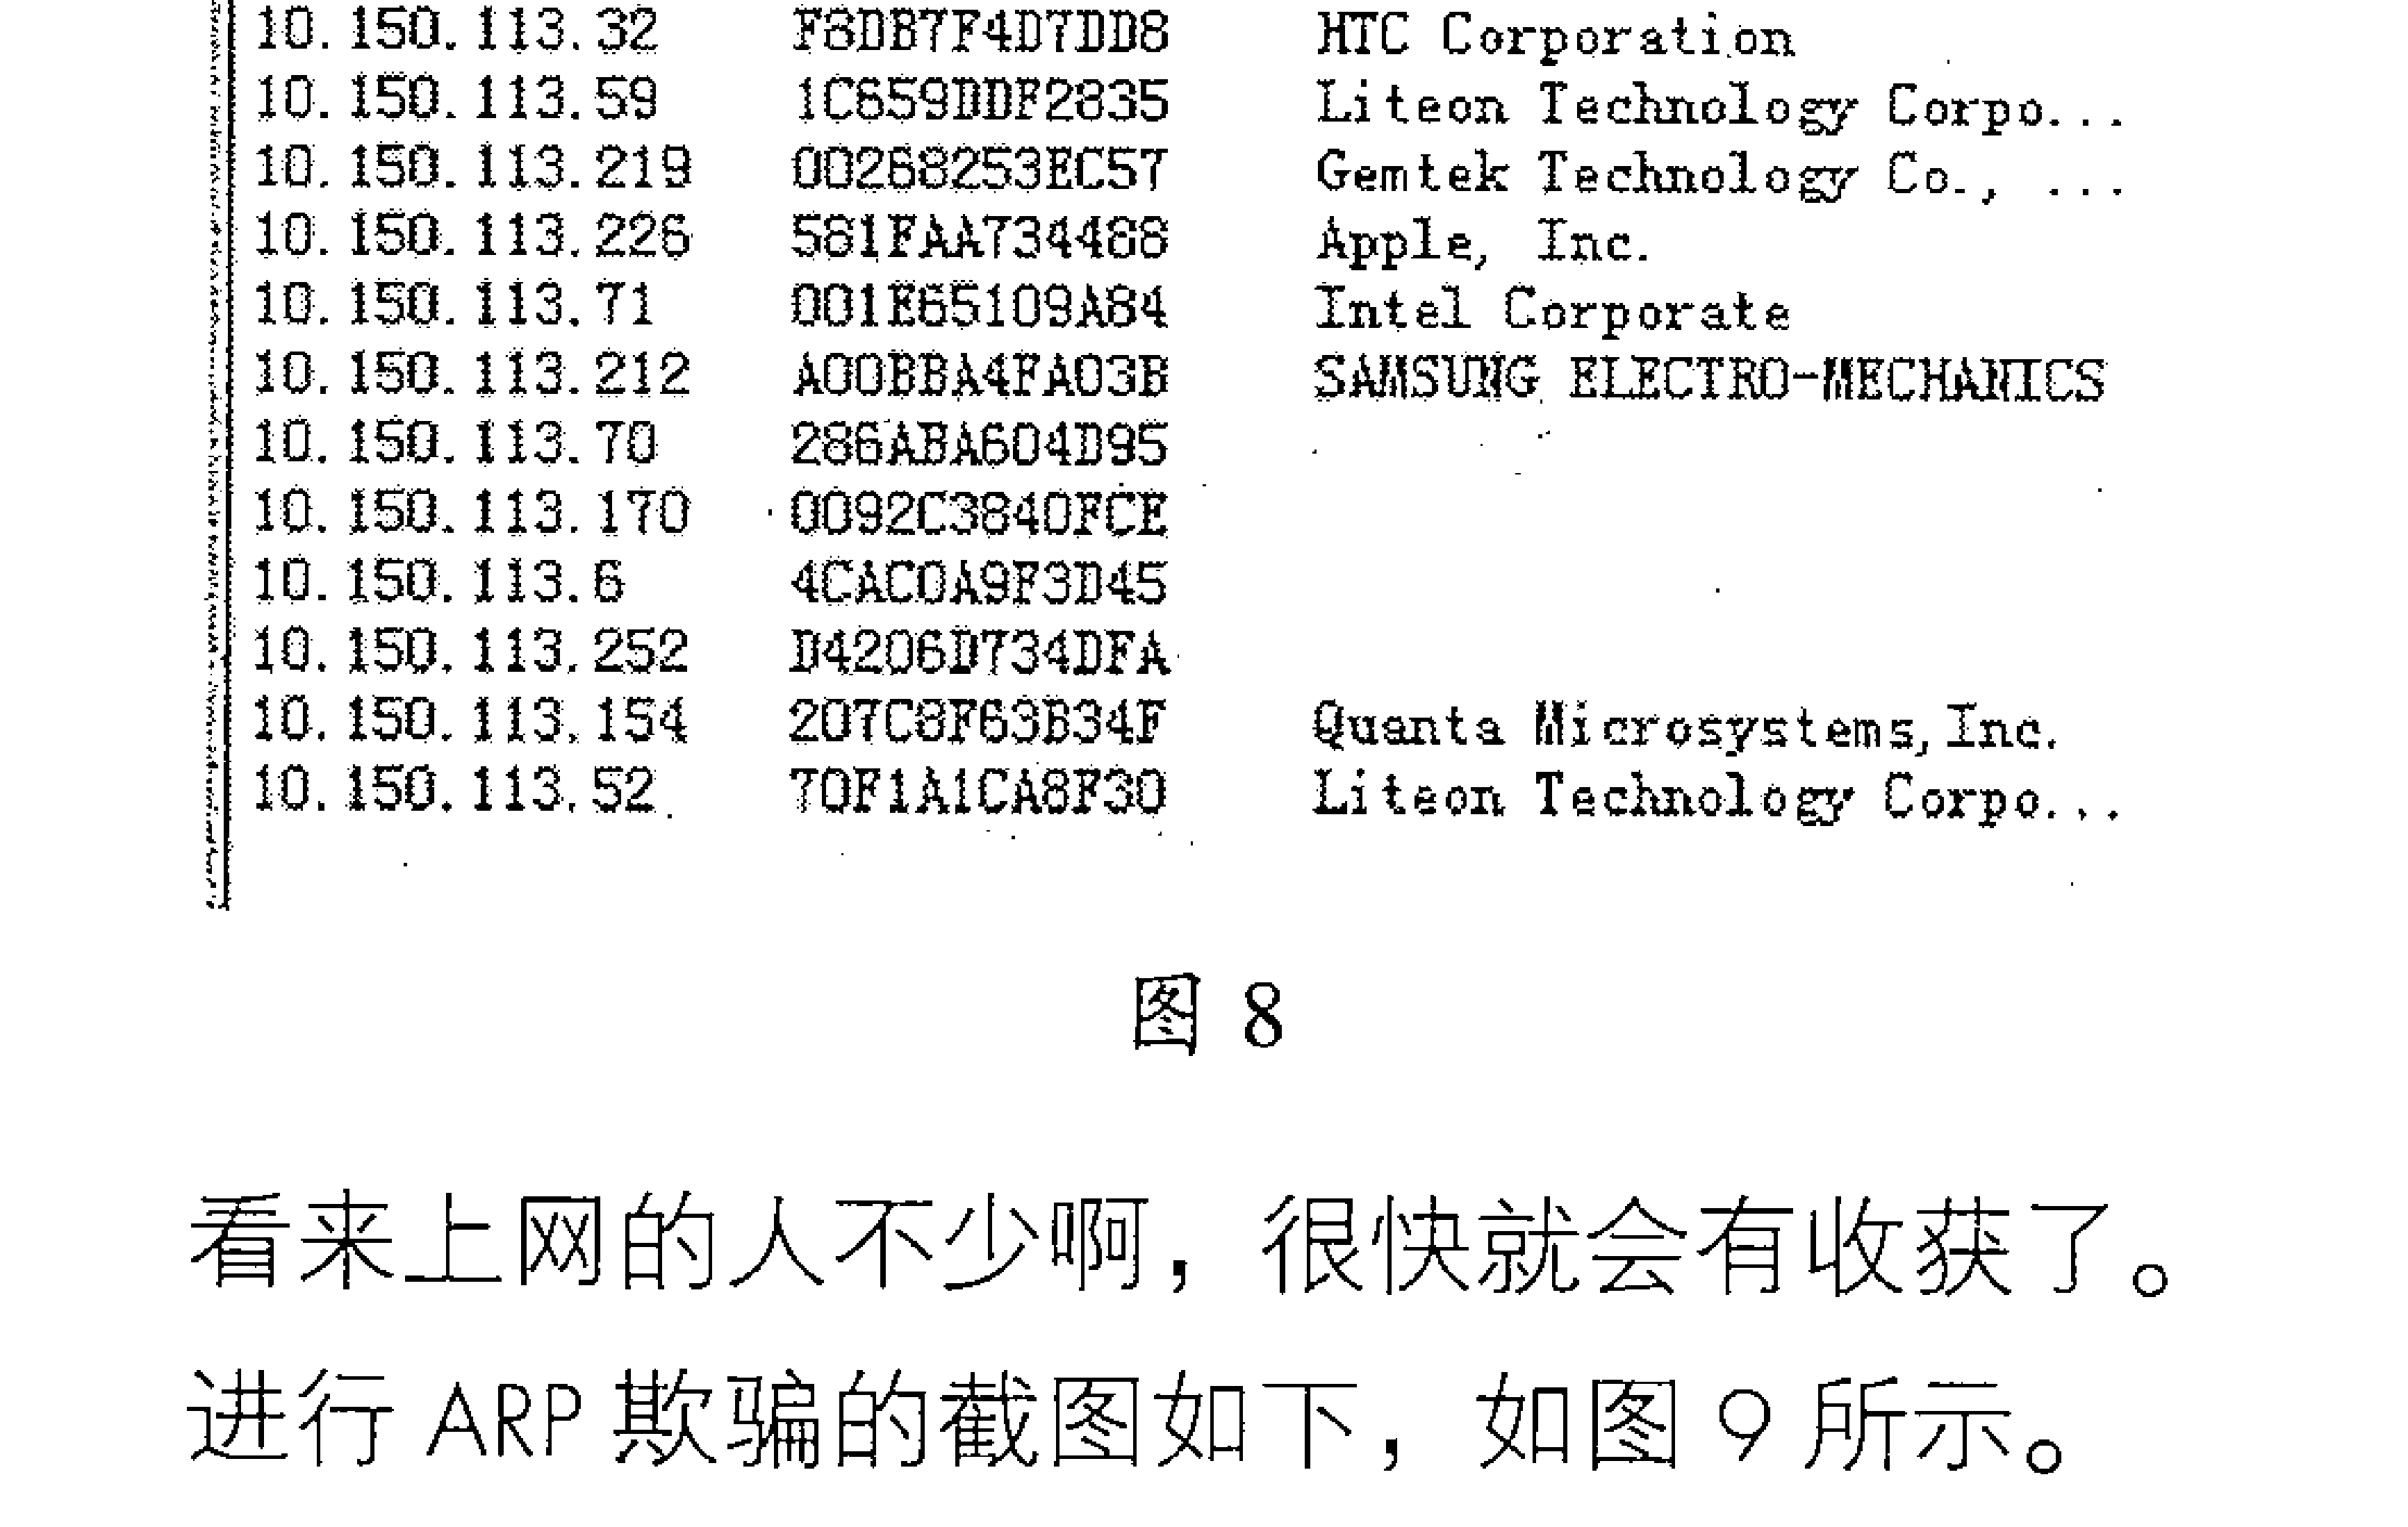 10.150.113.32 F8DB7F4D7DD8 HTC Corporation
10.150.113.59 1C659DDF2835 Liteon Technology Corpo...
10.150.113.219 00268253EC57 Gemtek Technology Co., ...
10.150.113.226 581FAA734488 Apple, Inc.
10.150.113.71 001E65109A84 Intel Corporate
10.150.113.212 A00BBA4FA03B SAMSUNG ELECTRO-MECHANICS
10.150.113.70 286ABA604D95
10.150.113.170 0092C3840FCE
10.150.113.6 4CAC0A9F3D45
10.150.113.252 D4206D734DFA
10.150.113.154 207C8F63B34F Quanta Microsystems,Inc.
10.150.113.52 70F1A1CA8F30 Liteon Technology Corpo...
图 8
看来上网的人不少啊，很快就会有收获了。
进行 ARP 欺骗的截图如下，如图 9 所示。